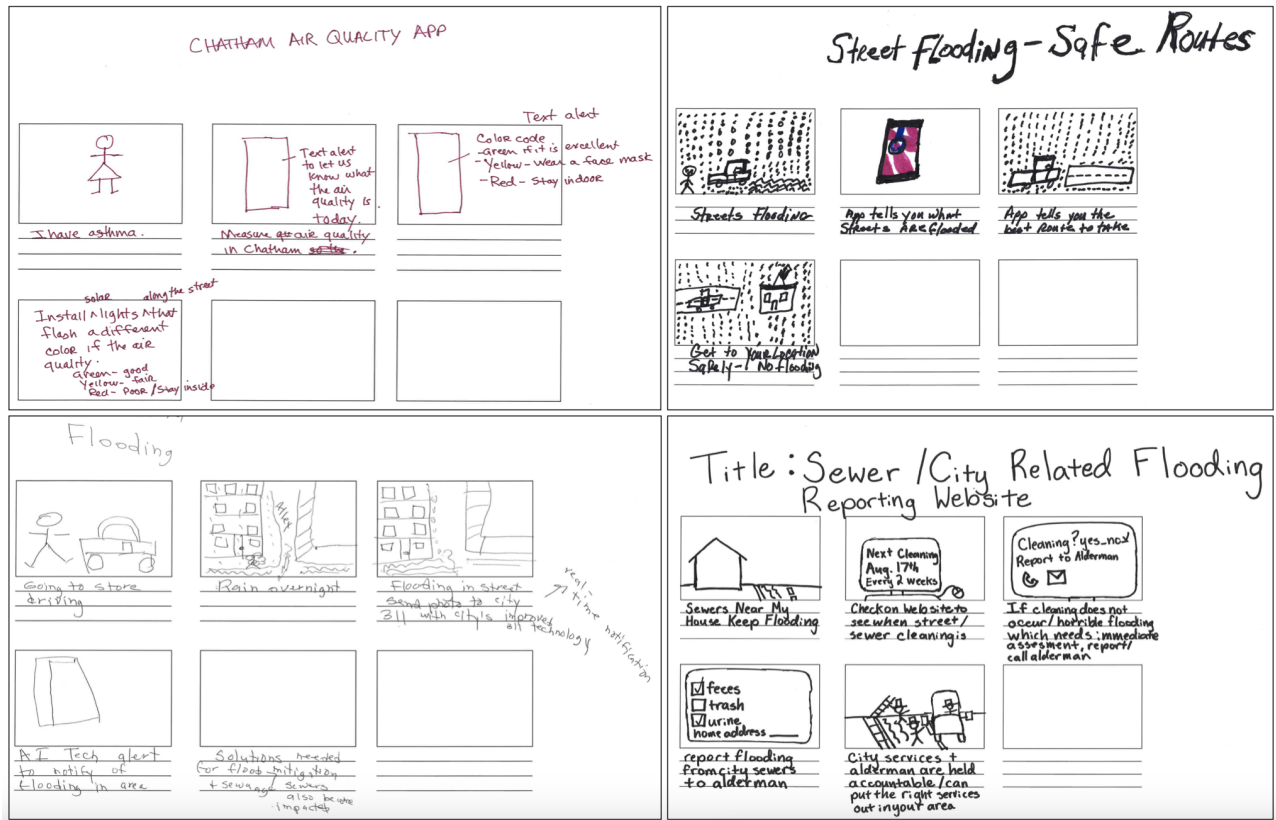 CHATHAM AIR QUALITY APP
Text alert
to let us
know what
the air
quality is
today.
Text alert
Color code
-Green if it is excellent
-Yellow- Wear a face mask
-Red- Stay indoor
I have asthma.
Measure air quality
in Chatham
solar along the street
Install ^ lights ^ that
flash a different
color if the air
quality.
Green- good
Yellow- fair
Red- Poor/Stay inside
Street Flooding-Safe Routes
Streets Flooding
App tells you what
Streets ARE flooded
App tells you the
best Route to take
Get to Your Location
Safely- No flooding
Flooding
Alley
Going to store
driving
Rain overnight
Flooding in street
send photo to city
311 with city's improved
technology
real-
time notification
AI Tech alert
to notify of
flooding in area
Solutions needed
for flood mitigation
+ sewage sewers
also
impacted
Title: Sewer/City Related Flooding
Reporting Website
Next Cleaning
Aug. 17th
Every 2 weeks
Cleaning? yes_no✓
Report to Alderman
Sewers Near My
House Keep Flooding
Check on Website to
see when street/
sewer cleaning is
If cleaning does not
occur/horrible flooding
which needs immediate
assesment, report/
call alderman
☑ feces
☐ trash
☑ urine
home address ____
report flooding
from city sewers
to alderman
City services +
alderman are held
accountable/can
put the right services
out in your area